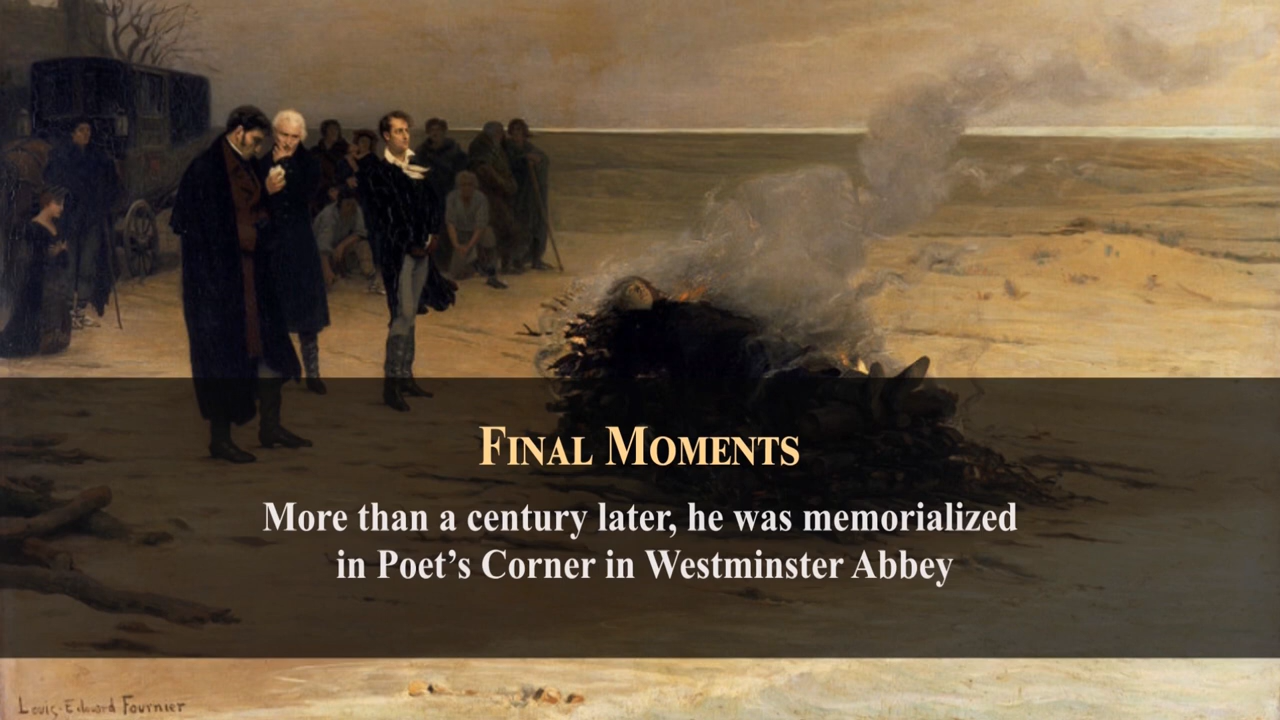 Final Moments
More than a century later, he was memorialized
in Poet’s Corner in Westminster Abbey
Louis-Edouard Fournier